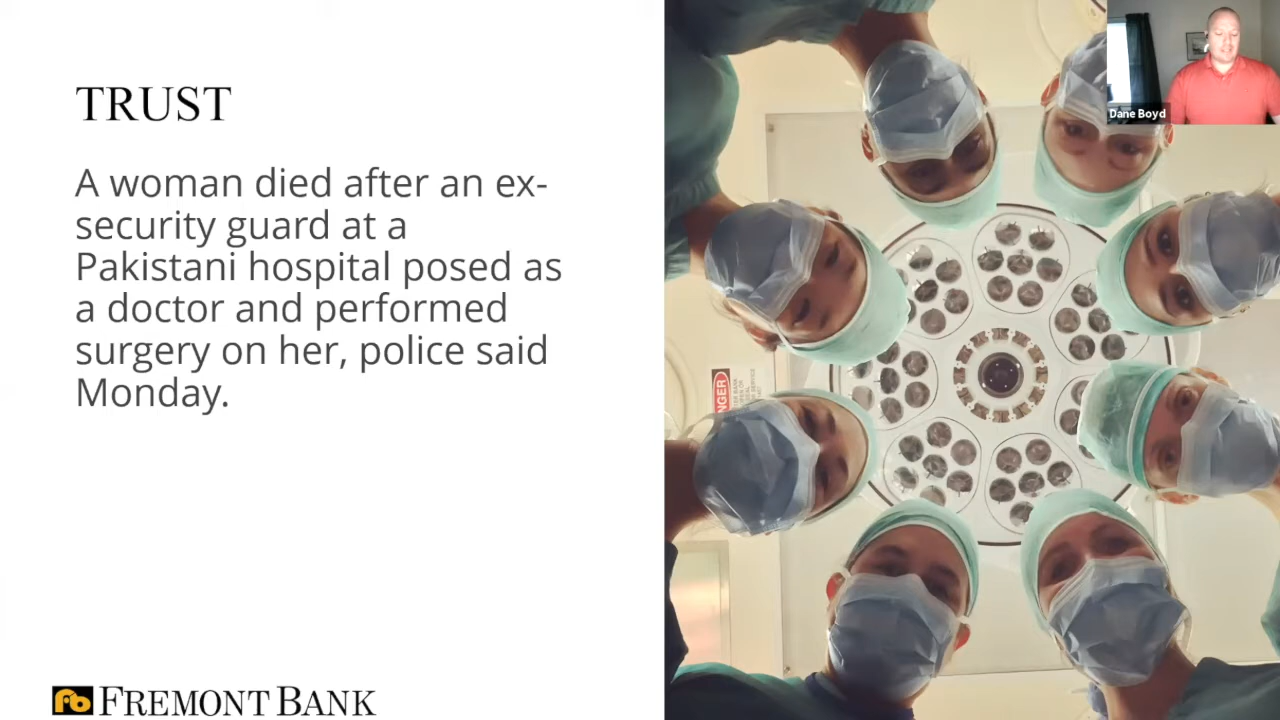 TRUST
A woman died after an ex-
security guard at a
Pakistani hospital posed as
a doctor and performed
surgery on her, police said
Monday.
FREMONT BANK
Dane Boyd
NGER